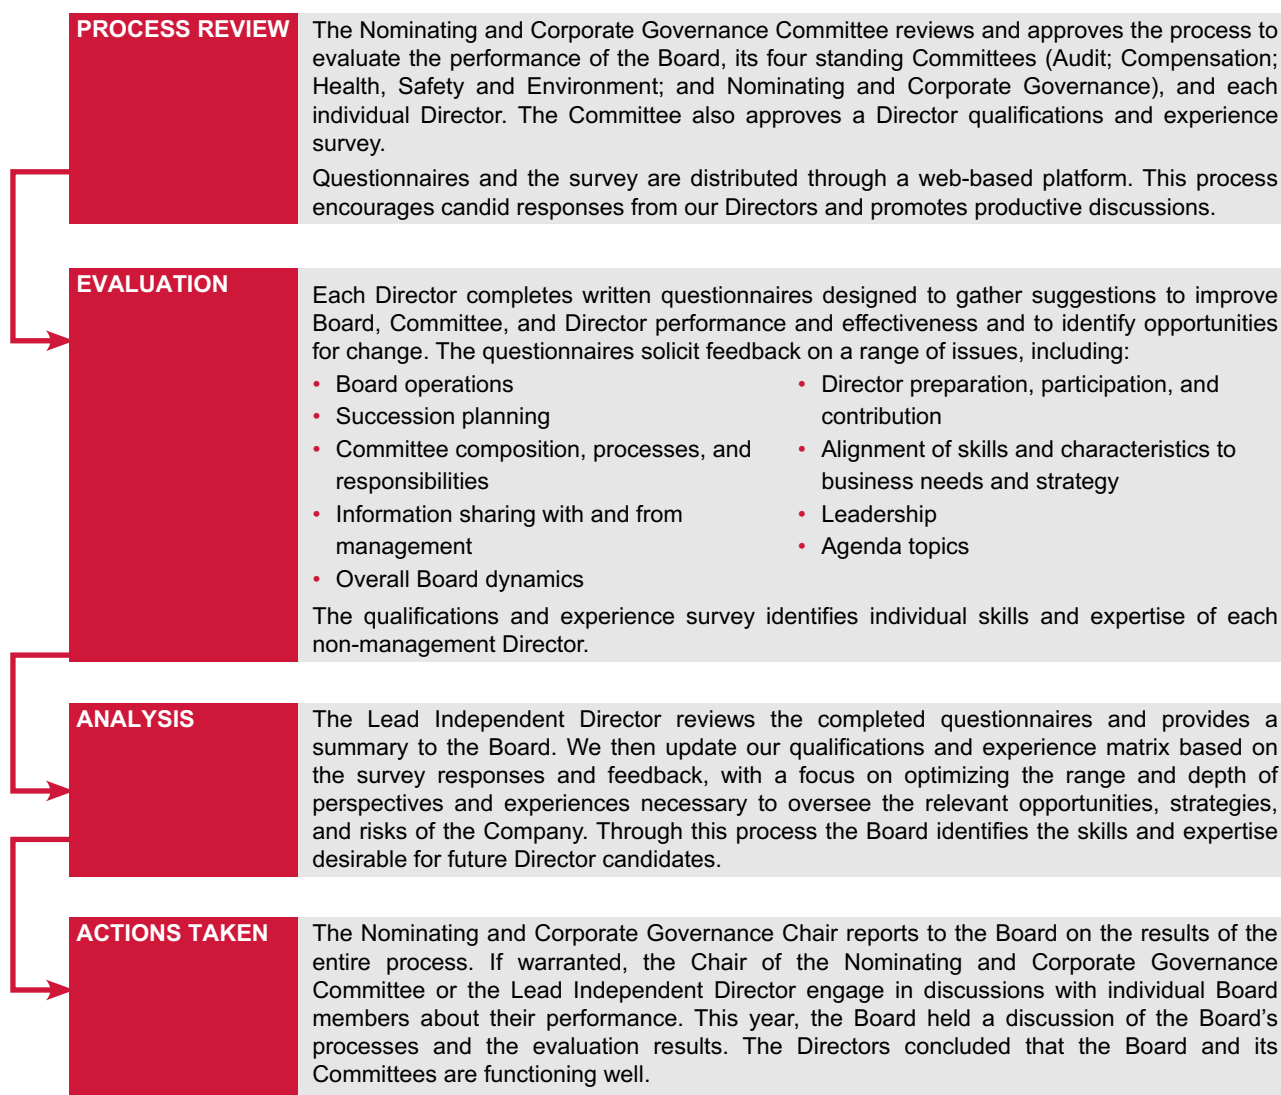 PROCESS REVIEW
The Nominating and Corporate Governance Committee reviews and approves the process to
evaluate the performance of the Board, its four standing Committees (Audit; Compensation;
Health, Safety and Environment; and Nominating and Corporate Governance), and each
individual Director. The Committee also approves a Director qualifications and experience
survey.
Questionnaires and the survey are distributed through a web-based platform. This process
encourages candid responses from our Directors and promotes productive discussions.
EVALUATION
Each Director completes written questionnaires designed to gather suggestions to improve
Board, Committee, and Director performance and effectiveness and to identify opportunities
for change. The questionnaires solicit feedback on a range of issues, including:
• Board operations
• Succession planning
• Committee composition, processes, and
responsibilities
• Information sharing with and from
management
• Overall Board dynamics
• Director preparation, participation, and
contribution
• Alignment of skills and characteristics to
business needs and strategy
• Leadership
• Agenda topics
The qualifications and experience survey identifies individual skills and expertise of each
non-management Director.
ANALYSIS
The Lead Independent Director reviews the completed questionnaires and provides a
summary to the Board. We then update our qualifications and experience matrix based on
the survey responses and feedback, with a focus on optimizing the range and depth of
perspectives and experiences necessary to oversee the relevant opportunities, strategies,
and risks of the Company. Through this process the Board identifies the skills and expertise
desirable for future Director candidates.
ACTIONS TAKEN
The Nominating and Corporate Governance Chair reports to the Board on the results of the
entire process. If warranted, the Chair of the Nominating and Corporate Governance
Committee or the Lead Independent Director engage in discussions with individual Board
members about their performance. This year, the Board held a discussion of the Board’s
processes and the evaluation results. The Directors concluded that the Board and its
Committees are functioning well.